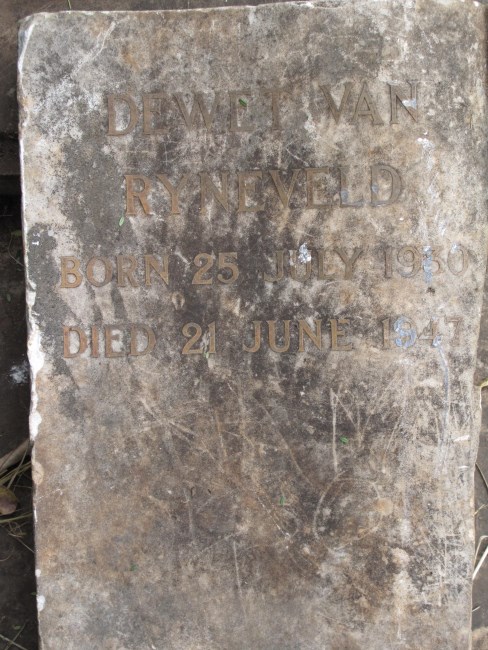 DEWET VAN
RYNEVELD
BORN 25 JULY 1930
DIED 21 JUNE 1947